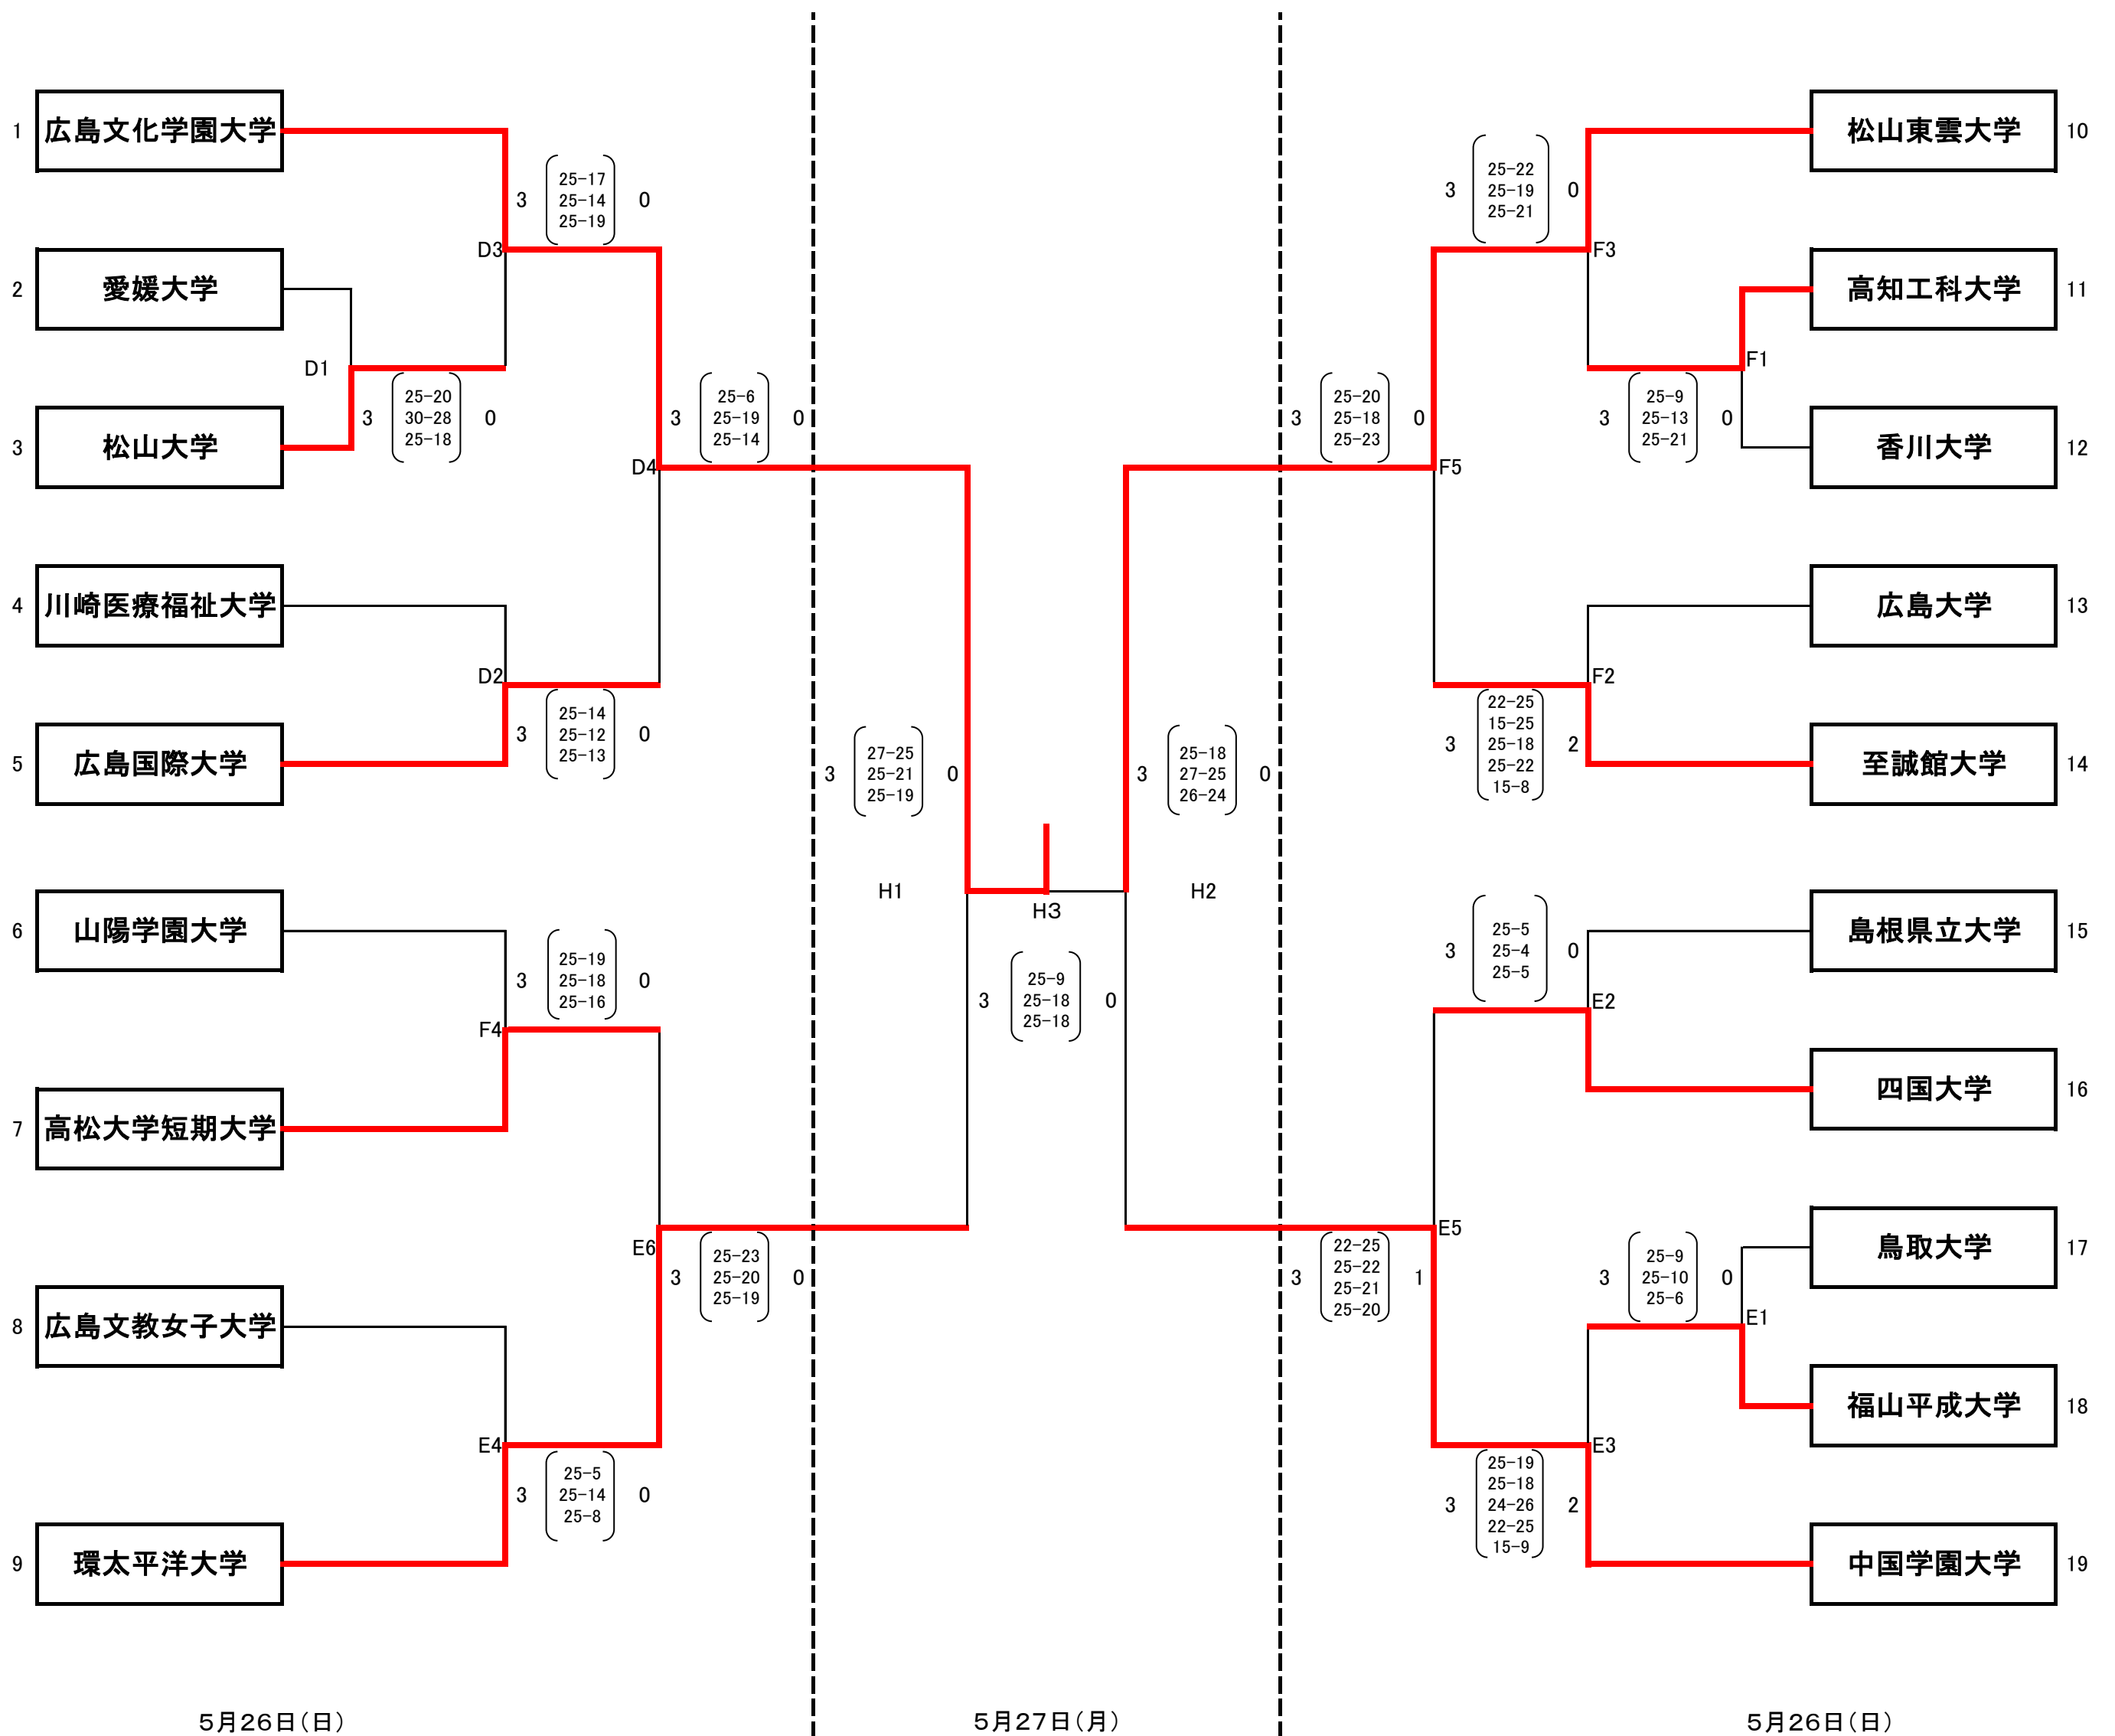 1 広島文化学園大学
3 25-17 0
25-14
25-19
D3
2 愛媛大学
D1
3 25-20 0
30-28
25-18
3 松山大学
3 25-6 0
25-19
25-14
D4
4 川崎医療福祉大学
D2
3 25-14 0
25-12
25-13
5 広島国際大学
6 山陽学園大学
3 25-19 0
25-18
25-16
F4
7 高松大学短期大学
E6
3 25-23 0
25-20
25-19
8 広島文教女子大学
E4
3 25-5 0
25-14
25-8
9 環太平洋大学
3 27-25 0
25-21
25-19
H1
3 25-18 0
27-25
26-24
H2
H3
3 25-9 0
25-18
25-18
松山東雲大学 10
3 25-22 0
25-19
25-21
F3
高知工科大学 11
F1
3 25-9 0
25-13
25-21
香川大学 12
3 25-20 0
25-18
25-23
F5
広島大学 13
F2
3 22-25 2
15-25
25-18
25-22
15-8
至誠館大学 14
島根県立大学 15
3 25-5 0
25-4
25-5
E2
四国大学 16
E5
3 22-25 1
25-22
25-21
25-20
鳥取大学 17
3 25-9 0
25-10
25-6
E1
福山平成大学 18
E3
3 25-19 2
25-18
24-26
22-25
15-9
中国学園大学 19
5月26日(日)
5月27日(月)
5月26日(日)